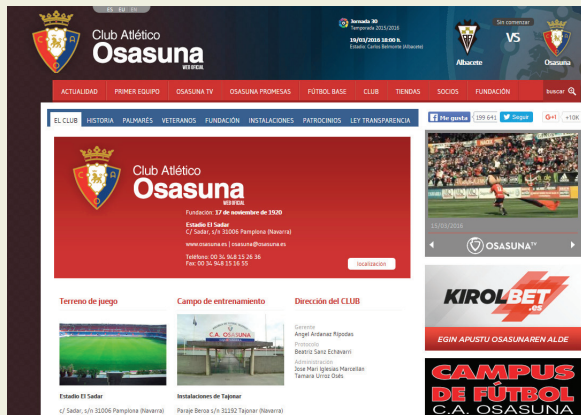 ES EU EN
Club Atlético
Osasuna
WEB OFICIAL
Jornada 30
Temporada 2015/2016
19/03/2016 18:00 h.
Estadio: Carlos Belmonte (Albacete)
Sin comenzar
VS
Albacete
Osasuna
ACTUALIDAD PRIMER EQUIPO OSASUNA TV OSASUNA PROMESAS FÚTBOL BASE CLUB TIENDAS SOCIOS FUNDACIÓN buscar
EL CLUB HISTORIA PALMARÉS VETERANOS FUNDACIÓN INSTALACIONES PATROCINIOS LEY TRANSPARENCIA
Me gusta 199 641 Seguir G+1 +10K
Club Atlético
Osasuna
WEB OFICIAL
Fundación: 17 de noviembre de 1920
Estadio El Sadar
C/ Sadar, s/n 31006 Pamplona (Navarra)
www.osasuna.es | osasuna@osasuna.es
Teléfono: 00 34 948 15 26 36
Fax: 00 34 948 15 16 55
localización
15/03/2016
OSASUNA TV
KIROLBET
.es
EGIN APUSTU OSASUNAREN ALDE
CAMPUS
DE FÚTBOL
C.A. OSASUNA
Terreno de juego
Campo de entrenamiento
Dirección del CLUB
C.A. OSASUNA
Gerente
Angel Ardanaz Ripodas
Protocolo
Beatriz Sanz Echavarri
Administración
Jose Mari Iglesias Marcellán
Tamara Urroz Osés
Estadio El Sadar
c/ Sadar, s/n 31006 Pamplona (Navarra)
Instalaciones de Tajonar
Paraje Beroa s/n 31192 Tajonar (Navarra)